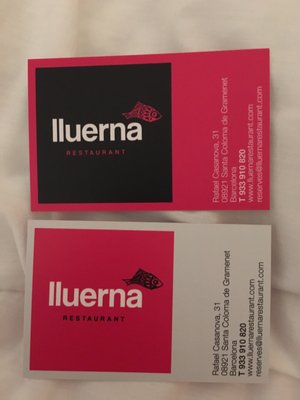 lluerna
RESTAURANT
Rafael Casanova, 31
08921 Santa Coloma de Gramenet
Barcelona
T 933 910 820
www.lluernarestaurant.com
reserves@lluernarestaurant.com
lluerna
RESTAURANT
Rafael Casanova, 31
08921 Santa Coloma de Gramenet
Barcelona
T 933 910 820
www.lluernarestaurant.com
reserves@lluernarestaurant.com